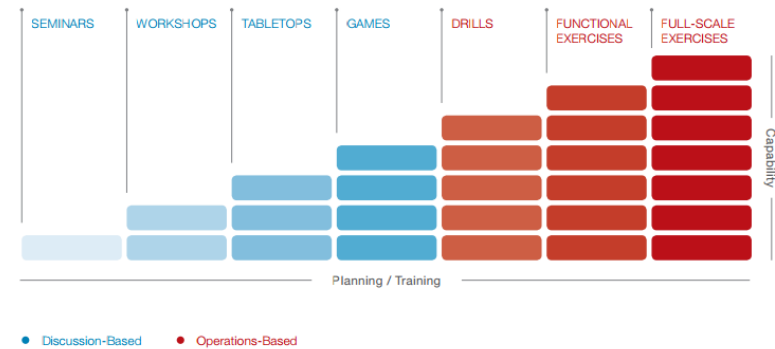 SEMINARS
WORKSHOPS
TABLETOPS
GAMES
DRILLS
FUNCTIONAL
EXERCISES
FULL-SCALE
EXERCISES
Capability
Planning / Training
Discussion-Based
Operations-Based